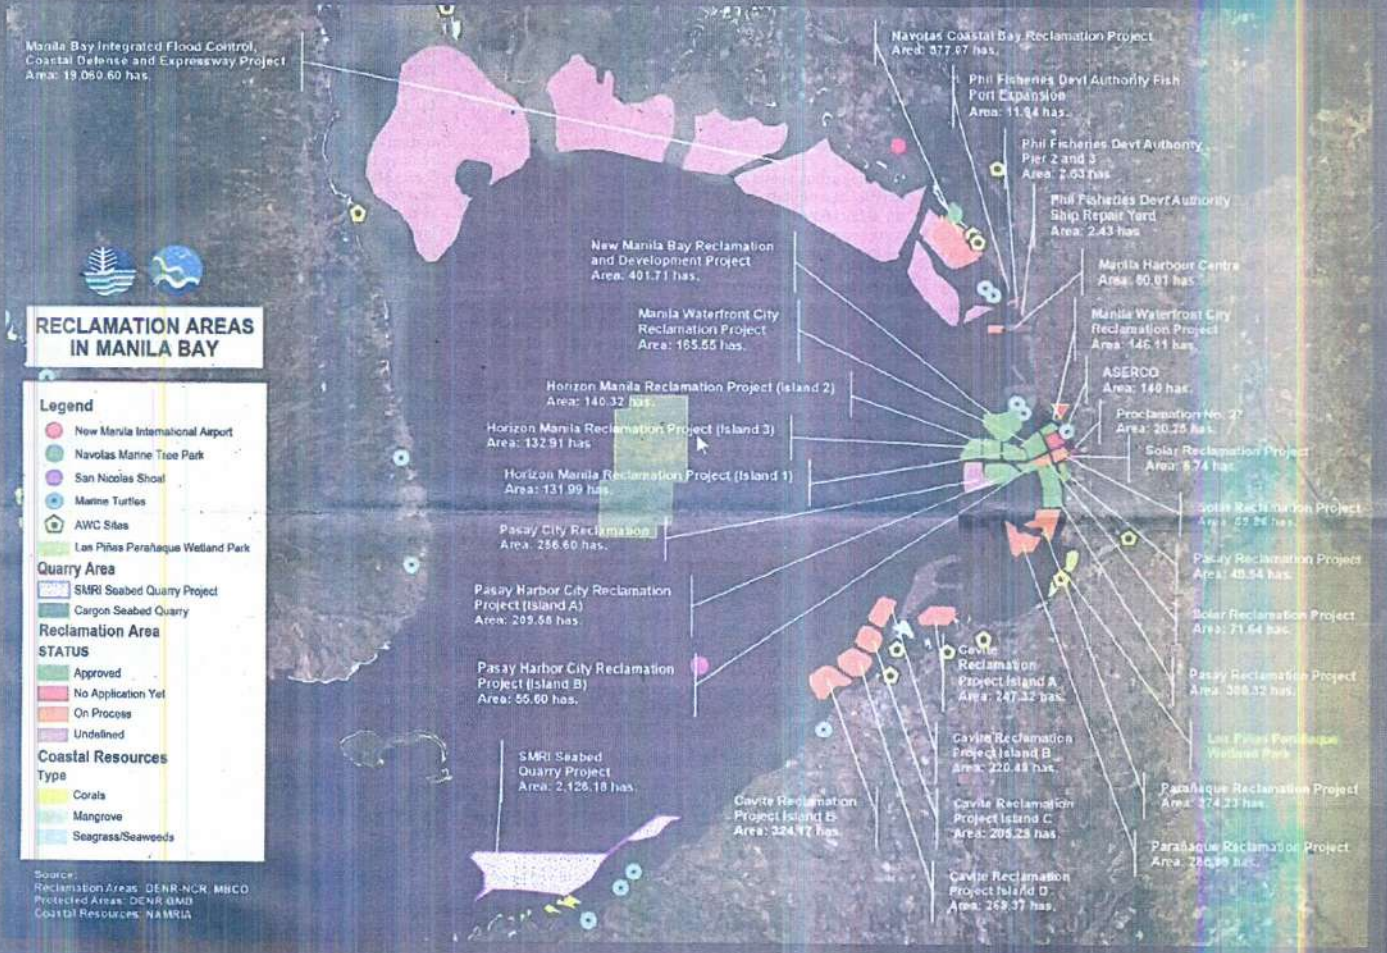 Manila Bay Integrated Flood Control,
Coastal Defense and Expressway Project
Area: 19,060.60 has.
Navotas Coastal Bay Reclamation Project
Area: 577.07 has.
Phil Fisheries Devt Authority Fish
Port Expansion
Area: 11.94 has.
Phil Fisheries Devt Authority
Pier 2 and 3
Area: 2.63 has
Phil Fisheries Devt Authority
Ship Repair Yard
Area: 2.43 has
Manila Harbour Centre
Area: 50.01 has.
New Manila Bay Reclamation
and Development Project
Area: 401.71 has.
Manila Waterfront City
Reclamation Project
Area: 165.55 has.
Manila Waterfront City
Reclamation Project
Area: 146.11 has.
ASERCO
Area: 140 has.
Horizon Manila Reclamation Project (Island 2)
Area: 140.32 has.
Proclamation No. 27
Area: 20.25 has.
Horizon Manila Reclamation Project (Island 3)
Area: 132.91 has
Solar Reclamation Project
Area: 6.74 has.
Horizon Manila Reclamation Project (Island 1)
Area: 131.99 has.
Solar Reclamation Project
Area:
Pasay City Reclamation
Area: 256.60 has.
Pasay Reclamation Project
Area: 48.54 has.
Pasay Harbor City Reclamation
Project (Island A)
Area: 209.58 has.
Solar Reclamation Project
Area: 71.64 has.
Pasay Harbor City Reclamation
Project (Island B)
Area: 55.60 has.
Pasay Reclamation Project
Area: has.
Las Piñas Parañaque
Wetland Park
Parañaque Reclamation Project
Area: 274.23 has.
Parañaque Reclamation Project
Area: has.
Cavite
Reclamation
Project Island A
Area: 247.32 has.
Cavite Reclamation
Project Island B
Area: 220.48 has.
Cavite Reclamation
Project Island C
Area: 205.28 has.
Cavite Reclamation
Project Island D
Area: 269.37 has.
Cavite Reclamation
Project Island E
Area: 324.17 has.
SMRI Seabed
Quarry Project
Area: 2,126.18 has.
RECLAMATION AREAS
IN MANILA BAY
Legend
New Manila International Airport
Navotas Marine Tree Park
San Nicolas Shoal
Marine Turtles
AWC Sites
Las Piñas Parañaque Wetland Park
Quarry Area
SMRI Seabed Quarry Project
Cargon Seabed Quarry
Reclamation Area
STATUS
Approved
No Application Yet
On Process
Undefined
Coastal Resources
Type
Corals
Mangrove
Seagrass/Seaweeds
Source:
Reclamation Areas: DENR-NCR, MBCO
Protected Areas: DENR BMB
Coastal Resources: NAMRIA